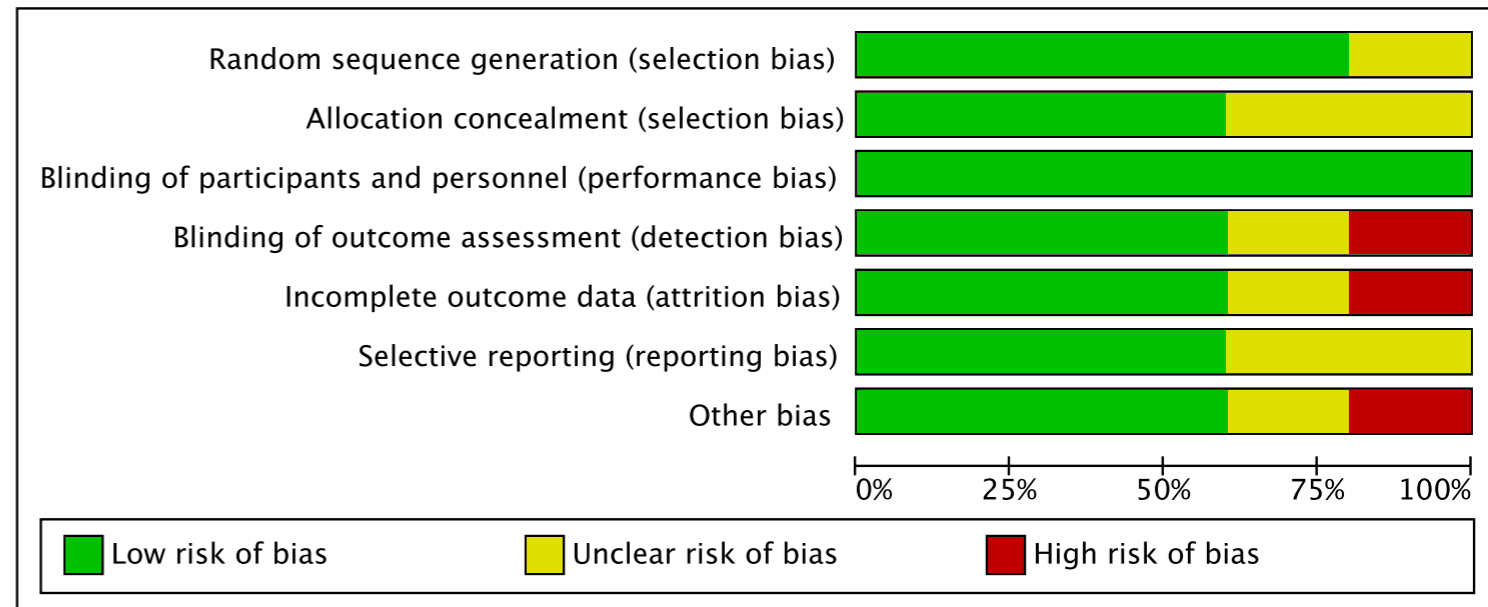 Random sequence generation (selection bias)
Allocation concealment (selection bias)
Blinding of participants and personnel (performance bias)
Blinding of outcome assessment (detection bias)
Incomplete outcome data (attrition bias)
Selective reporting (reporting bias)
Other bias
0% 25% 50% 75% 100%
Low risk of bias Unclear risk of bias High risk of bias